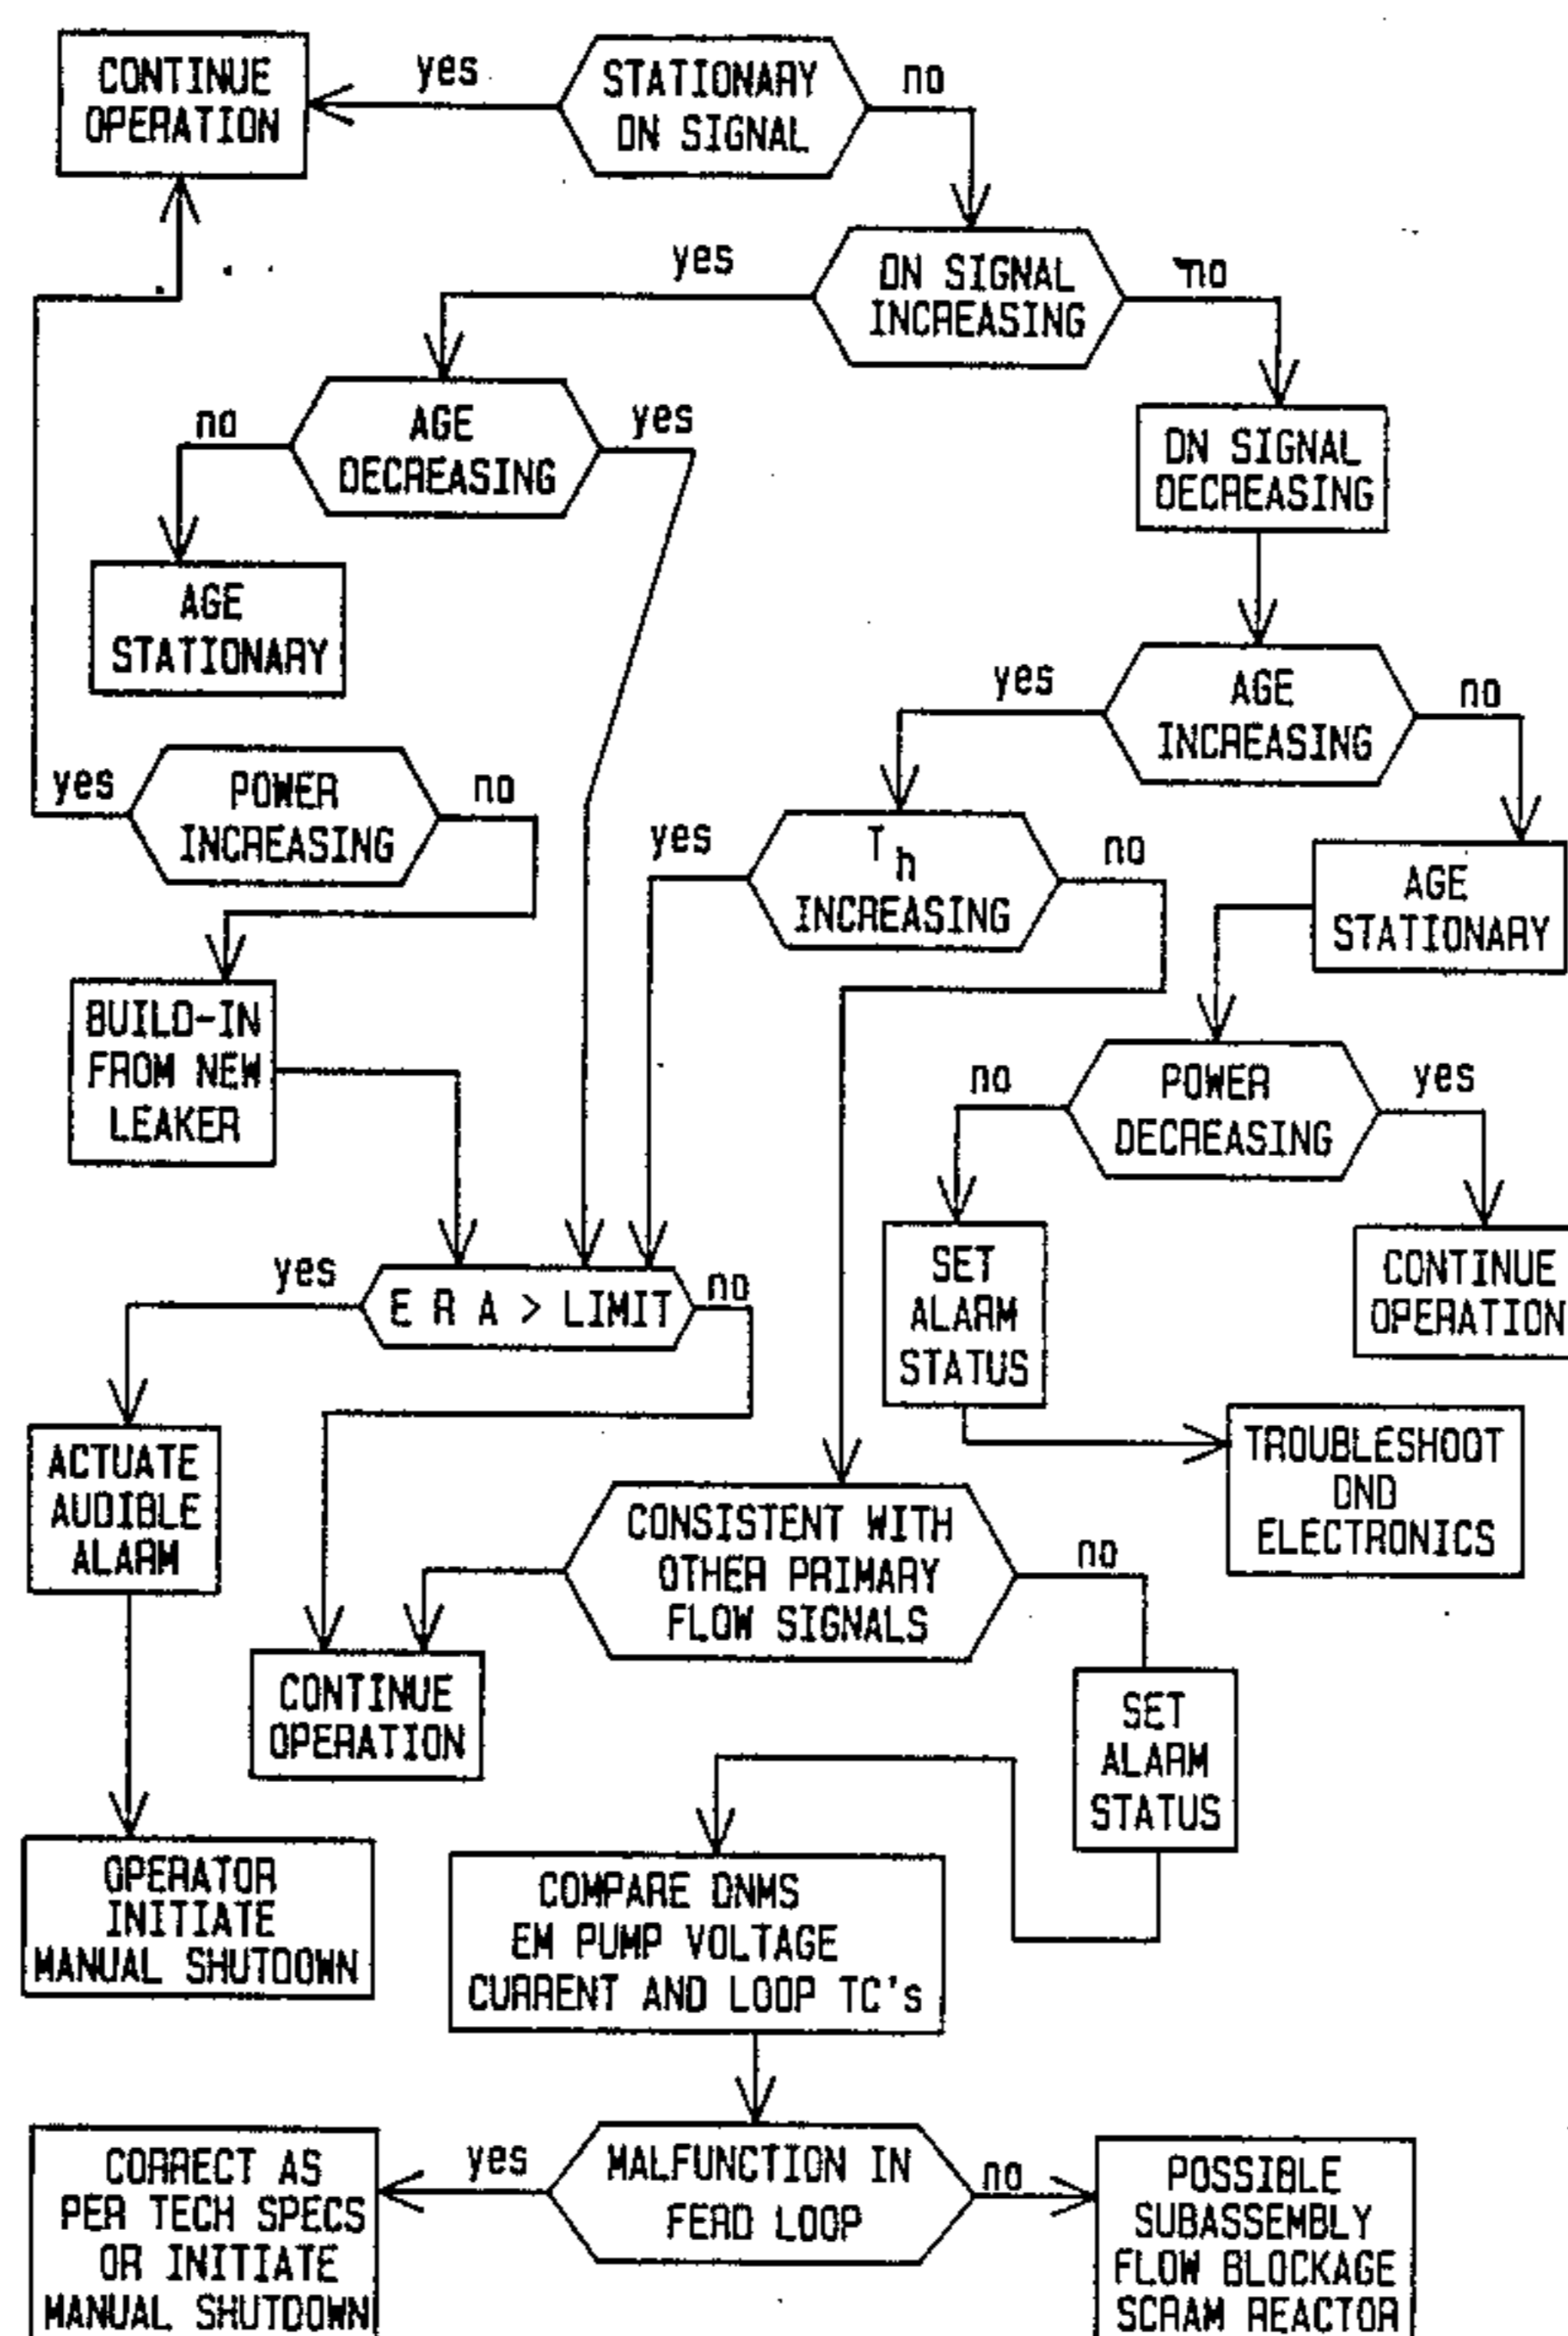 CONTINUE
OPERATION
yes
STATIONARY
DN SIGNAL
no
yes
DN SIGNAL
INCREASING
no
no
AGE
DECREASING
yes
DN SIGNAL
DECREASING
AGE
STATIONARY
yes
AGE
INCREASING
no
yes
POWER
INCREASING
no
yes
T h
INCREASING
no
AGE
STATIONARY
BUILD-IN
FROM NEW
LEAKER
no
POWER
DECREASING
yes
yes
E R A > LIMIT
no
SET
ALARM
STATUS
CONTINUE
OPERATION
ACTUATE
AUDIBLE
ALARM
TROUBLESHOOT
DND
ELECTRONICS
CONSISTENT WITH
OTHER PRIMARY
FLOW SIGNALS
no
CONTINUE
OPERATION
SET
ALARM
STATUS
OPERATOR
INITIATE
MANUAL SHUTDOWN
COMPARE DNMS
EM PUMP VOLTAGE
CURRENT AND LOOP TC's
CORRECT AS
PER TECH SPECS
OR INITIATE
MANUAL SHUTDOWN
yes
MALFUNCTION IN
FERD LOOP
no
POSSIBLE
SUBASSEMBLY
FLOW BLOCKAGE
SCRAM REACTOR